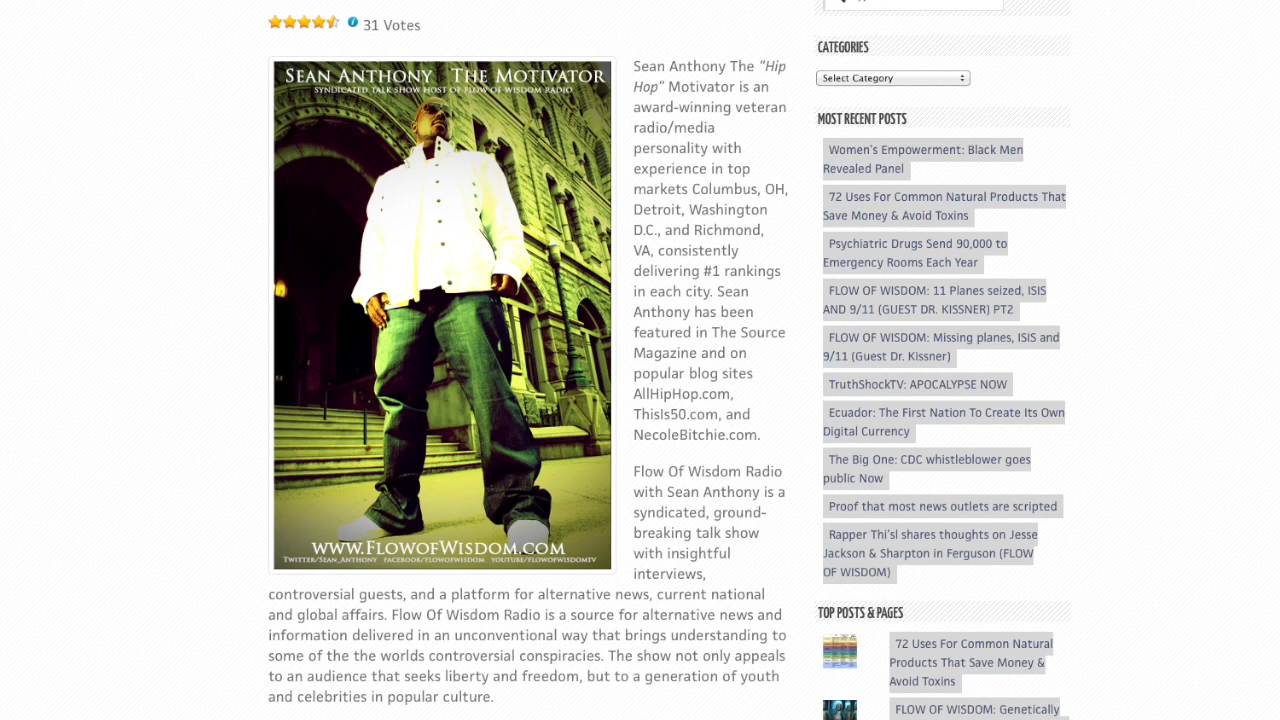 31 Votes
SEAN ANTHONY THE MOTIVATOR
SYNDICATED TALK SHOW HOST OF FLOW OF WISDOM RADIO
WWW.FLOWOFWISDOM.COM
TWITTER/SEAN_ANTHONY FACEBOOK/FLOWOFWISDOM YOUTUBE/FLOWOFWISDOMTV
Sean Anthony The "Hip
Hop" Motivator is an
award-winning veteran
radio/media
personality with
experience in top
markets Columbus, OH,
Detroit, Washington
D.C., and Richmond,
VA, consistently
delivering #1 rankings
in each city. Sean
Anthony has been
featured in The Source
Magazine and on
popular blog sites
AllHipHop.com,
ThisIs50.com, and
NecoleBitchie.com.
Flow Of Wisdom Radio
with Sean Anthony is a
syndicated, ground-
breaking talk show
with insightful
interviews,
controversial guests, and a platform for alternative news, current national
and global affairs. Flow Of Wisdom Radio is a source for alternative news and
information delivered in an unconventional way that brings understanding to
some of the the worlds controversial conspiracies. The show not only appeals
to an audience that seeks liberty and freedom, but to a generation of youth
and celebrities in popular culture.
CATEGORIES
Select Category
MOST RECENT POSTS
Women's Empowerment: Black Men
Revealed Panel
72 Uses For Common Natural Products That
Save Money & Avoid Toxins
Psychiatric Drugs Send 90,000 to
Emergency Rooms Each Year
FLOW OF WISDOM: 11 Planes seized, ISIS
AND 9/11 (GUEST DR. KISSNER) PT2
FLOW OF WISDOM: Missing planes, ISIS and
9/11 (Guest Dr. Kissner)
TruthShockTV: APOCALYPSE NOW
Ecuador: The First Nation To Create Its Own
Digital Currency
The Big One: CDC whistleblower goes
public Now
Proof that most news outlets are scripted
Rapper Thi'sl shares thoughts on Jesse
Jackson & Sharpton in Ferguson (FLOW
OF WISDOM)
TOP POSTS & PAGES
72 Uses For Common Natural
Products That Save Money &
Avoid Toxins
FLOW OF WISDOM: Genetically